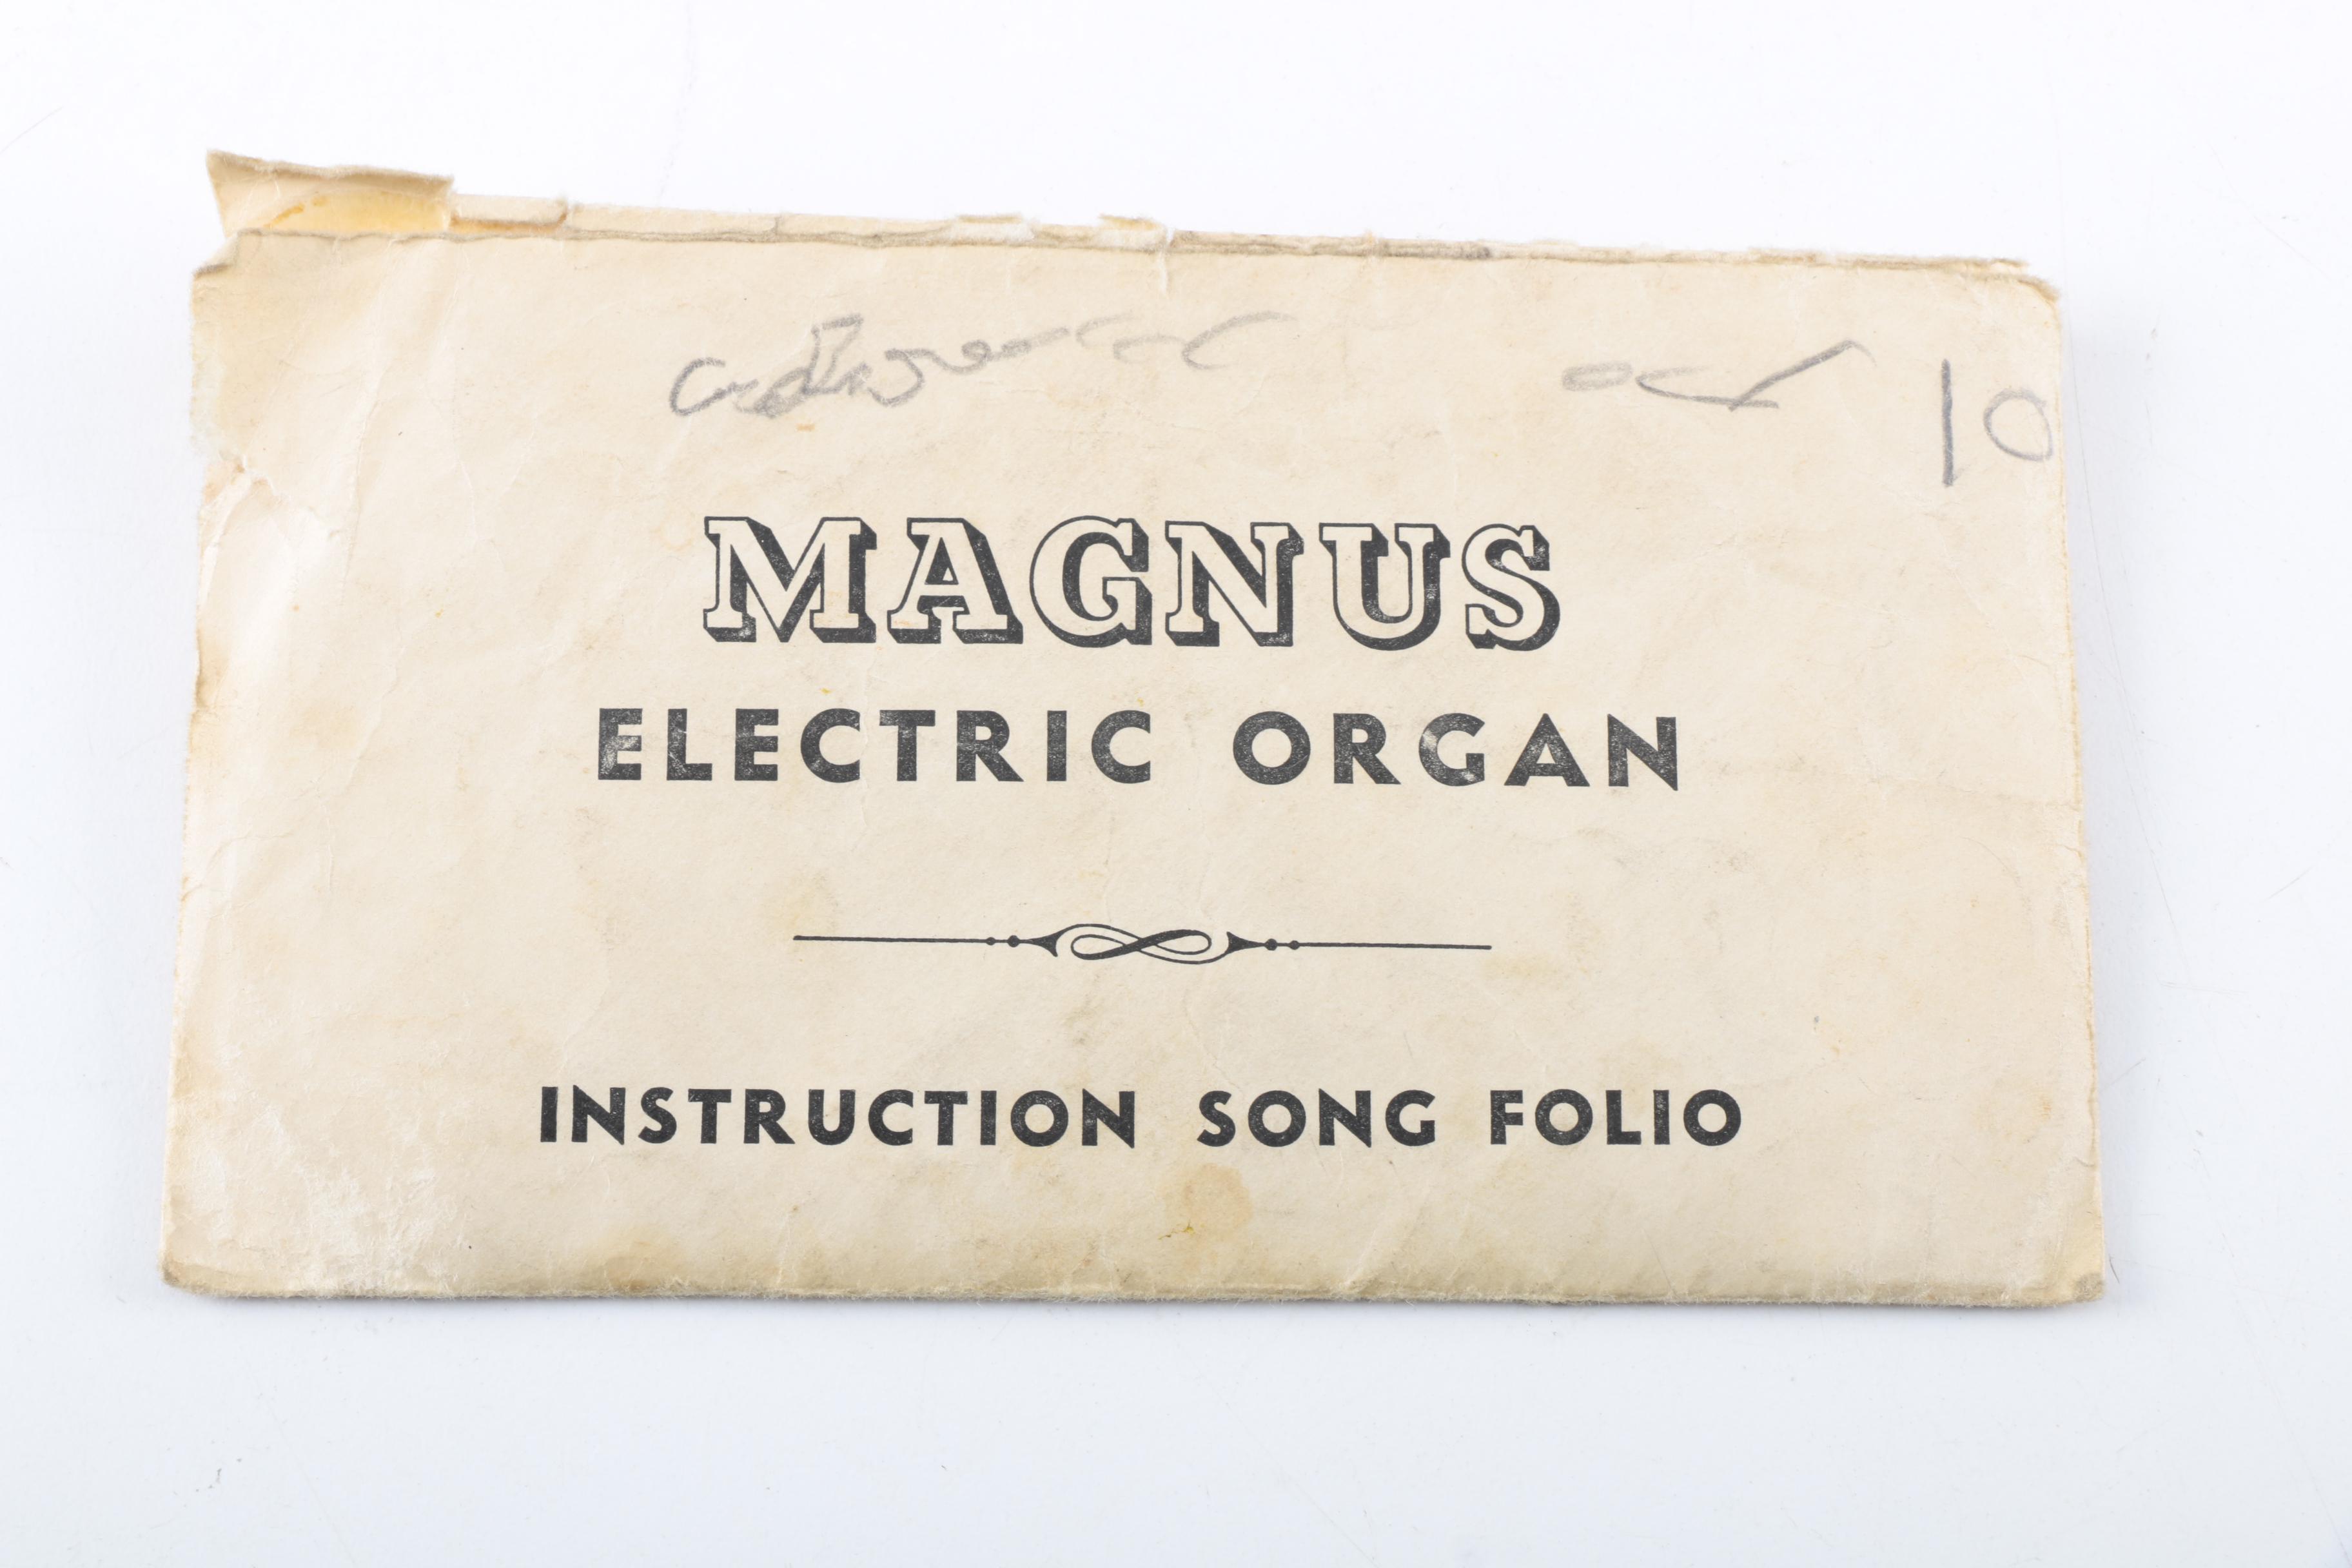 10
MAGNUS
ELECTRIC ORGAN
INSTRUCTION SONG FOLIO